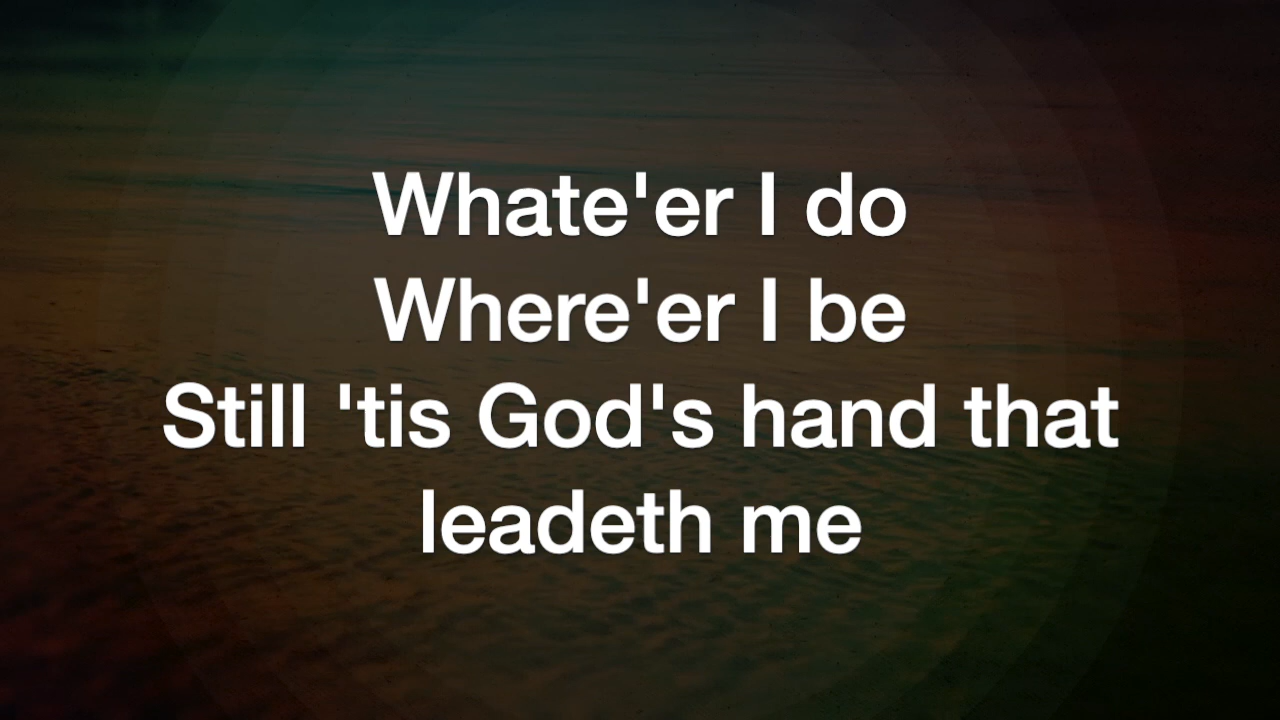 Whate'er I do
Where'er I be
Still 'tis God's hand that
leadeth me